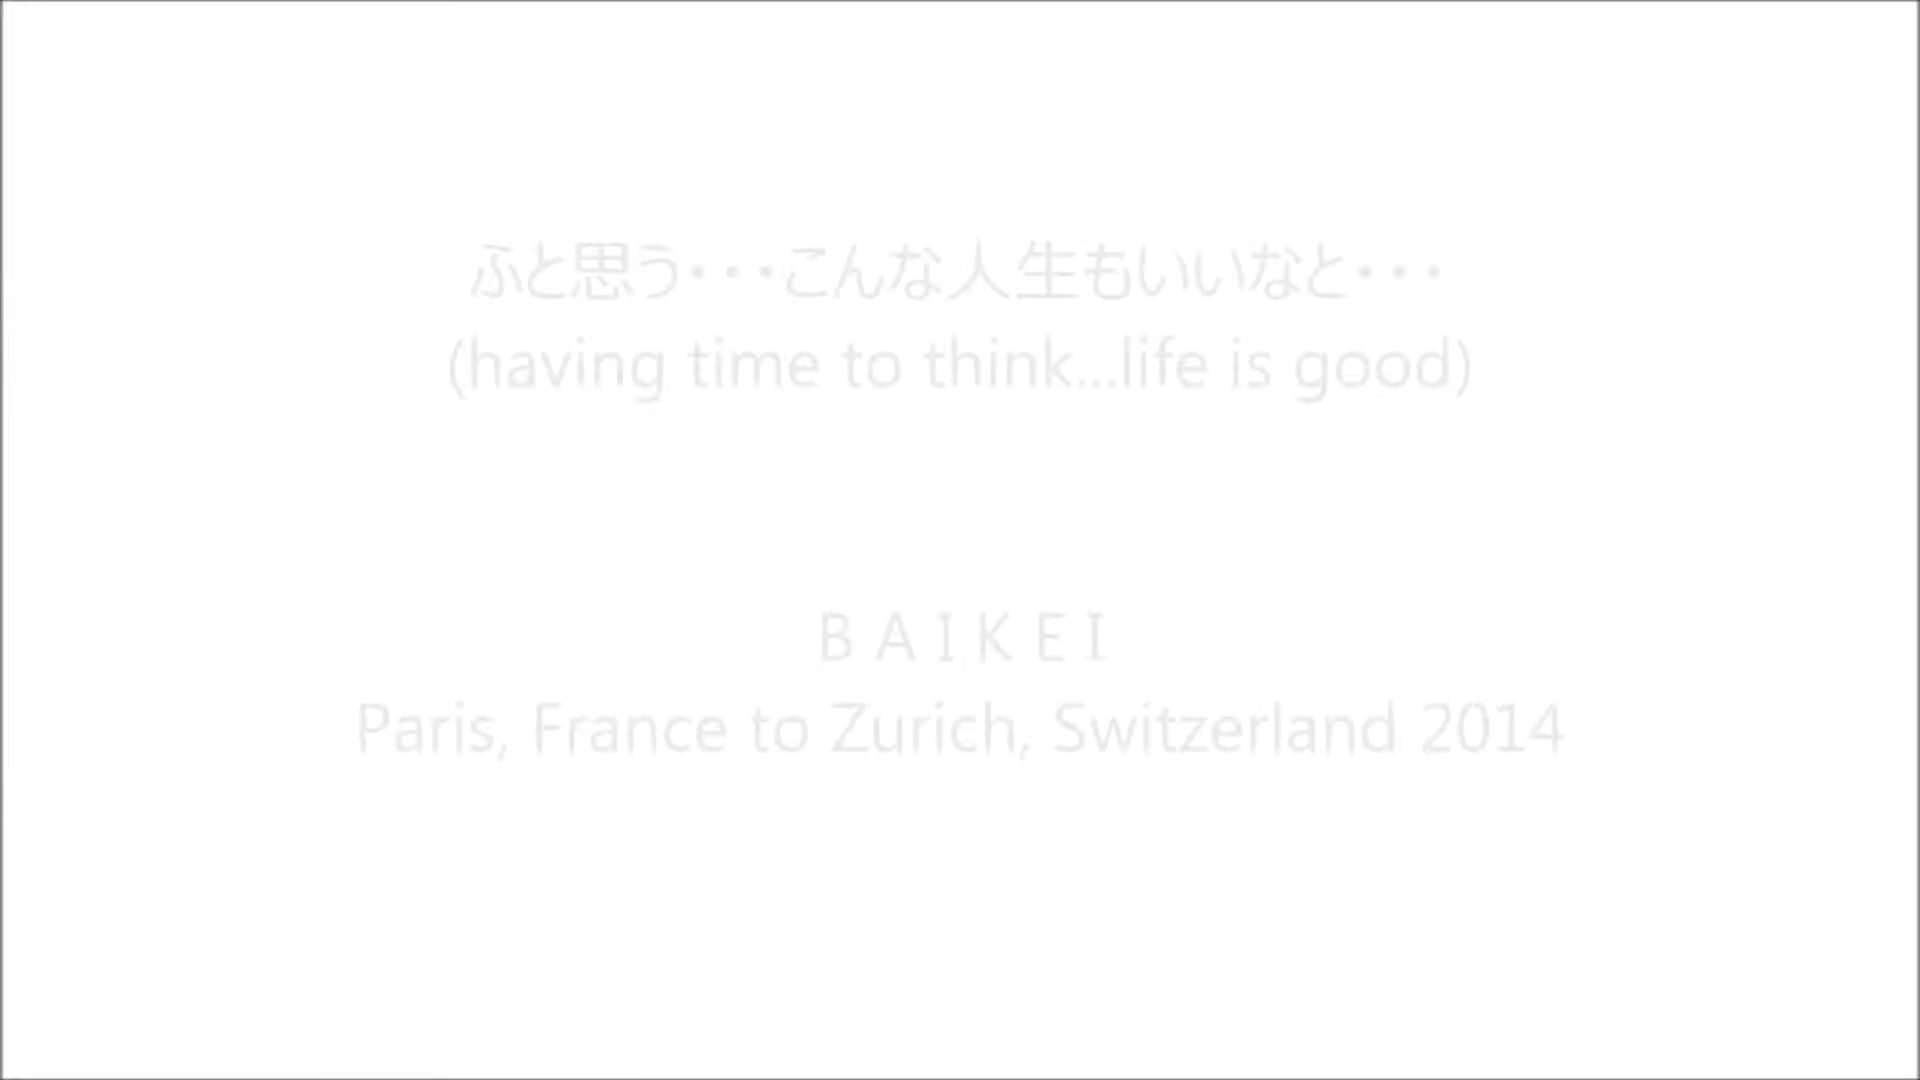 ふと思う・・・こんな人生もいいなと・・・
(having time to think...life is good)
B A I K E I
Paris, France to Zurich, Switzerland 2014